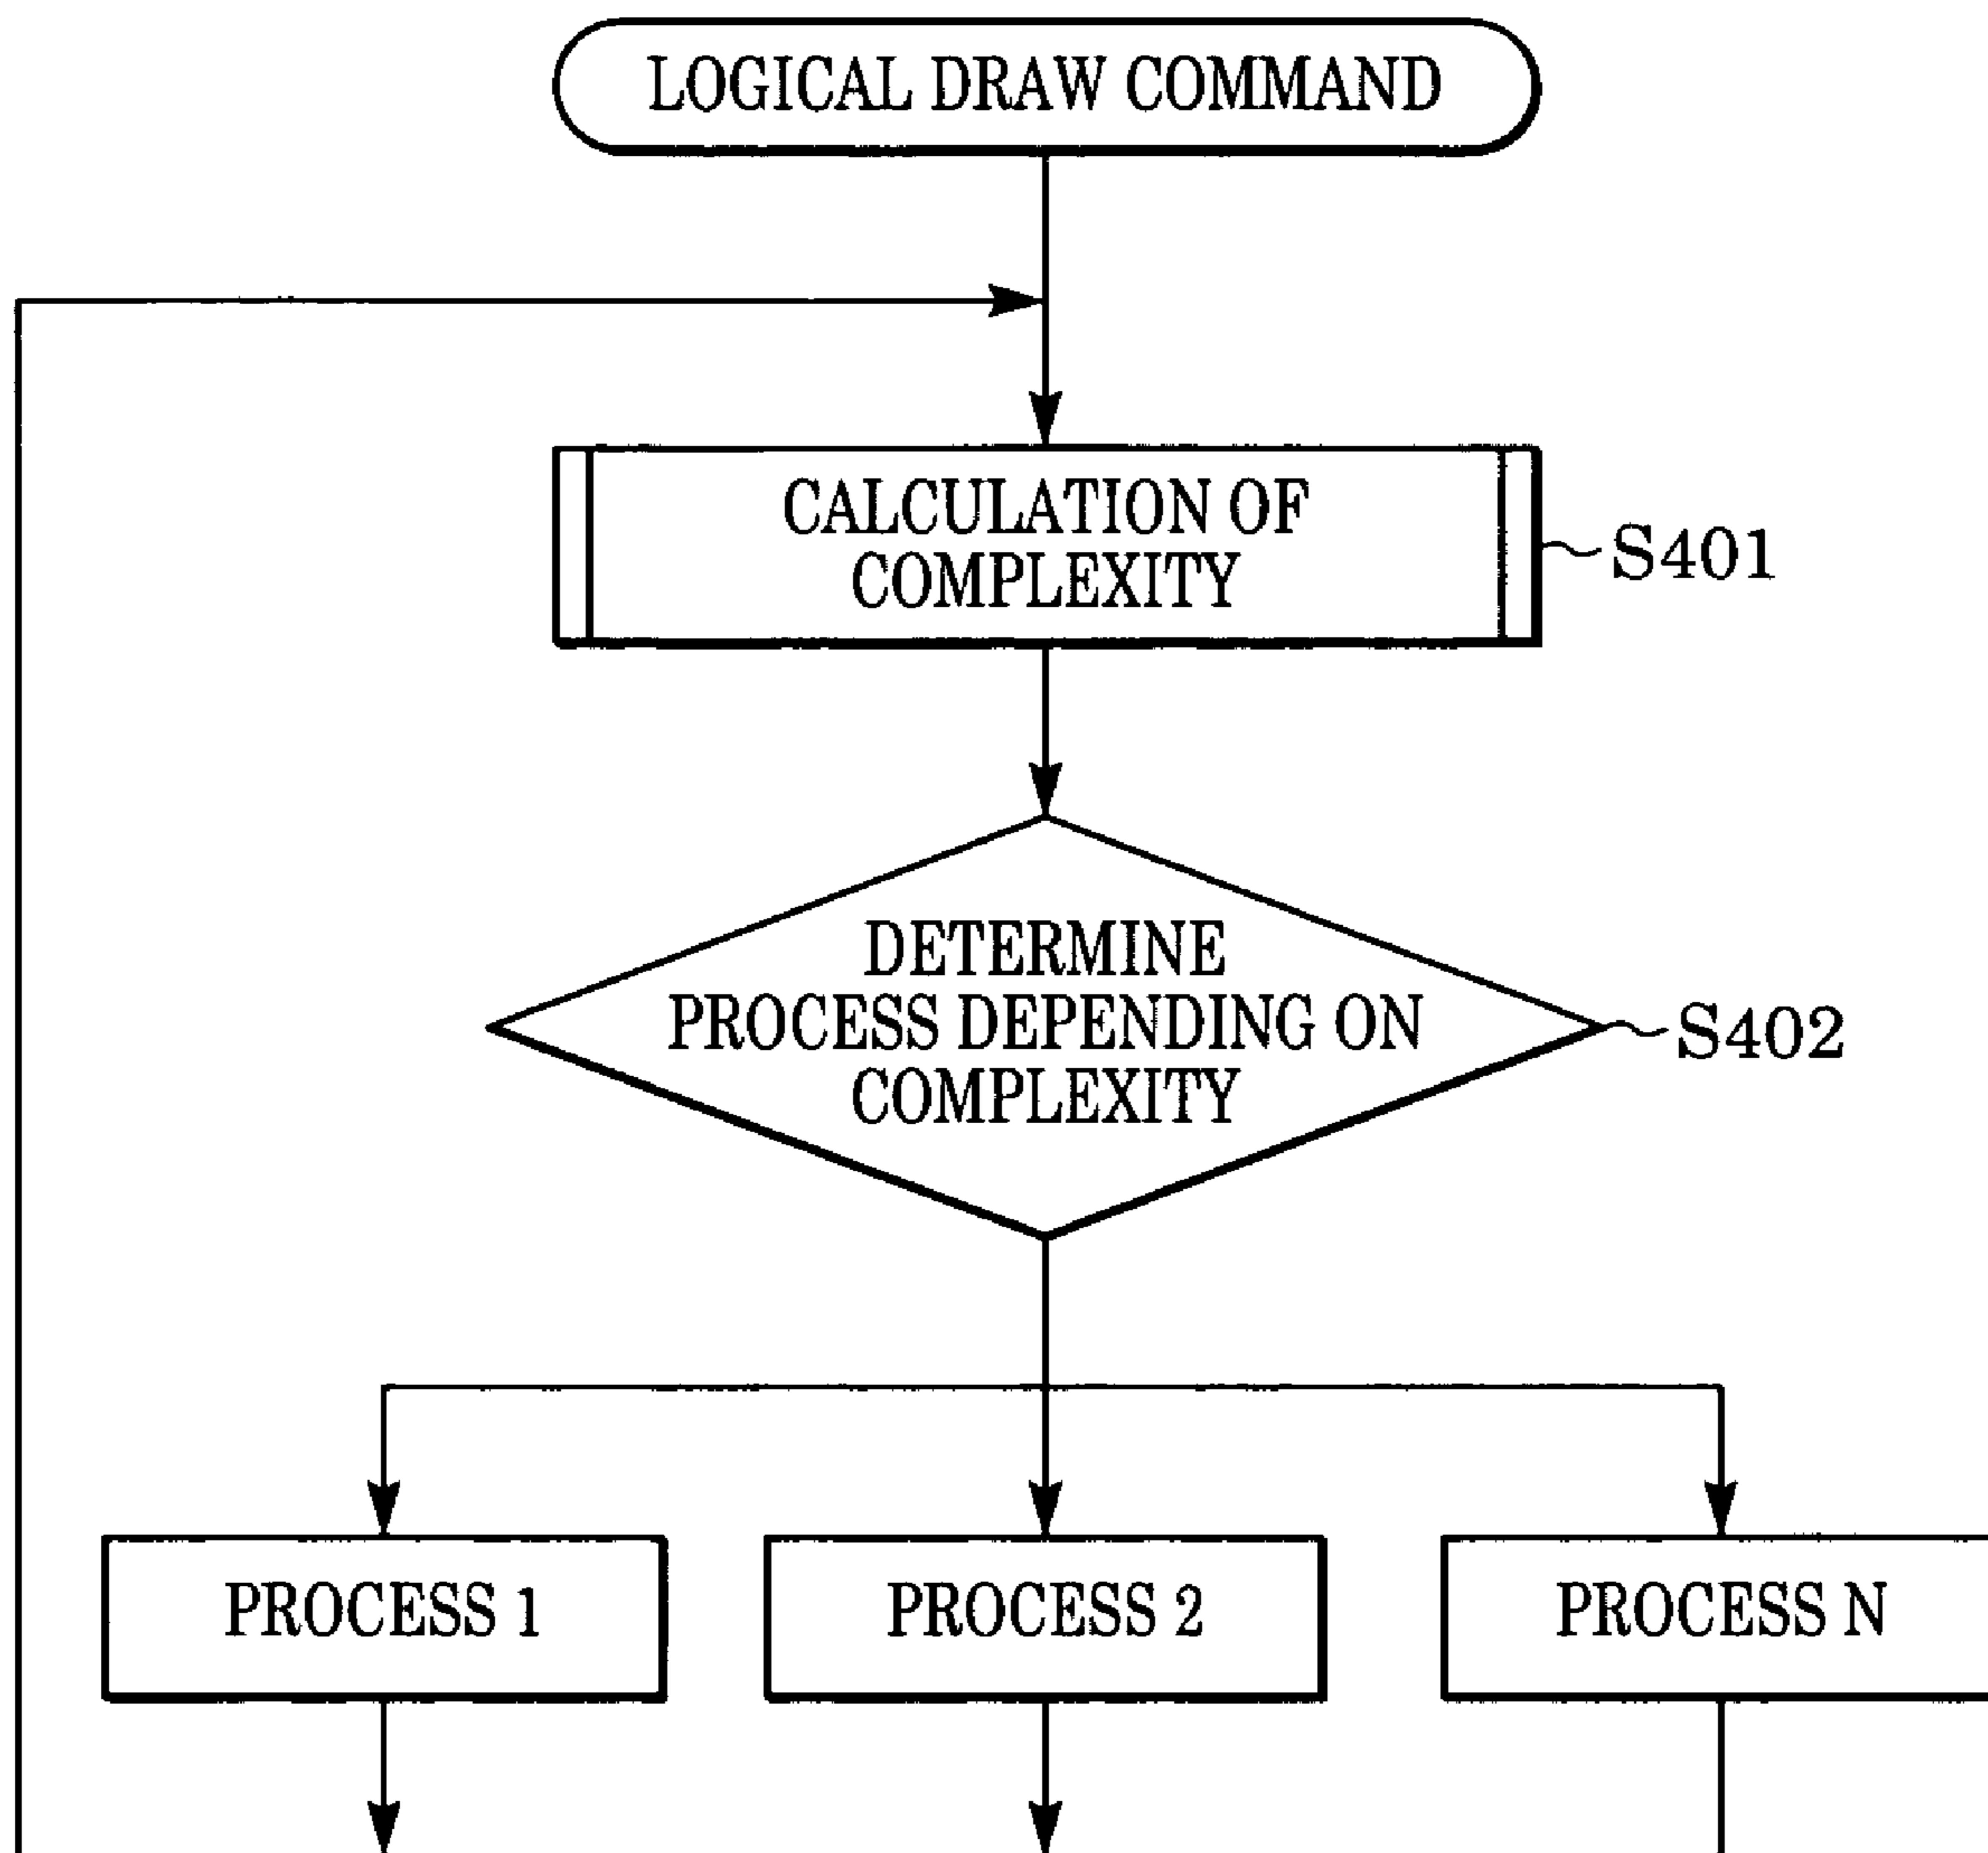 LOGICAL DRAW COMMAND
CALCULATION OF
COMPLEXITY
S401
DETERMINE
PROCESS DEPENDING ON
COMPLEXITY
S402
PROCESS 1
PROCESS 2
PROCESS N